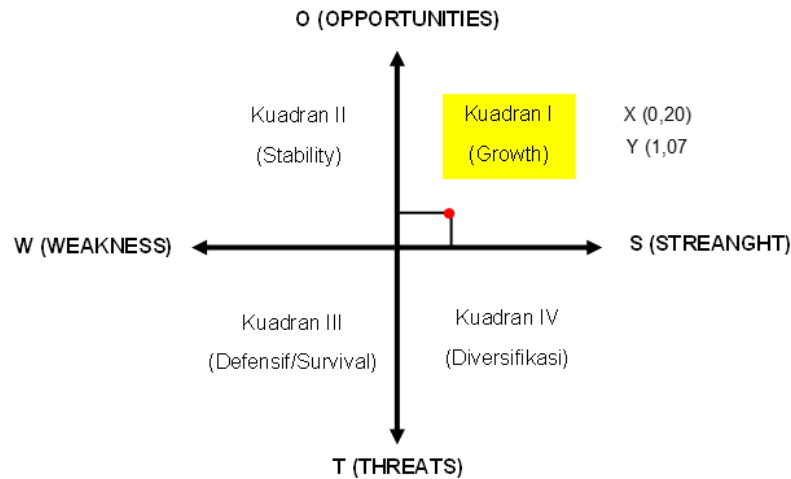 O (OPPORTUNITIES)
Kuadran II
(Stability)
Kuadran I
(Growth)
X (0,20)
Y (1,07
W (WEAKNESS)
S (STREANGHT)
Kuadran III
(Defensif/Survival)
Kuadran IV
(Diversifikasi)
T (THREATS)